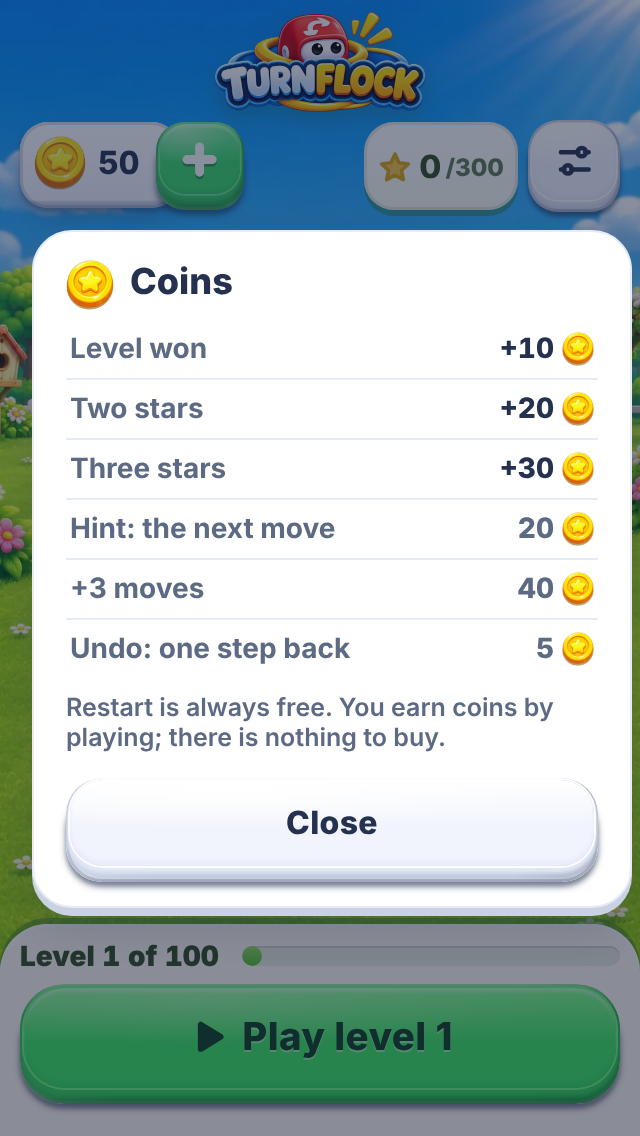 TURNFLOCK
50
0/300
Coins
Level won +10
Two stars +20
Three stars +30
Hint: the next move 20
+3 moves 40
Undo: one step back 5
Restart is always free. You earn coins by
playing; there is nothing to buy.
Close
Level 1 of 100
Play level 1